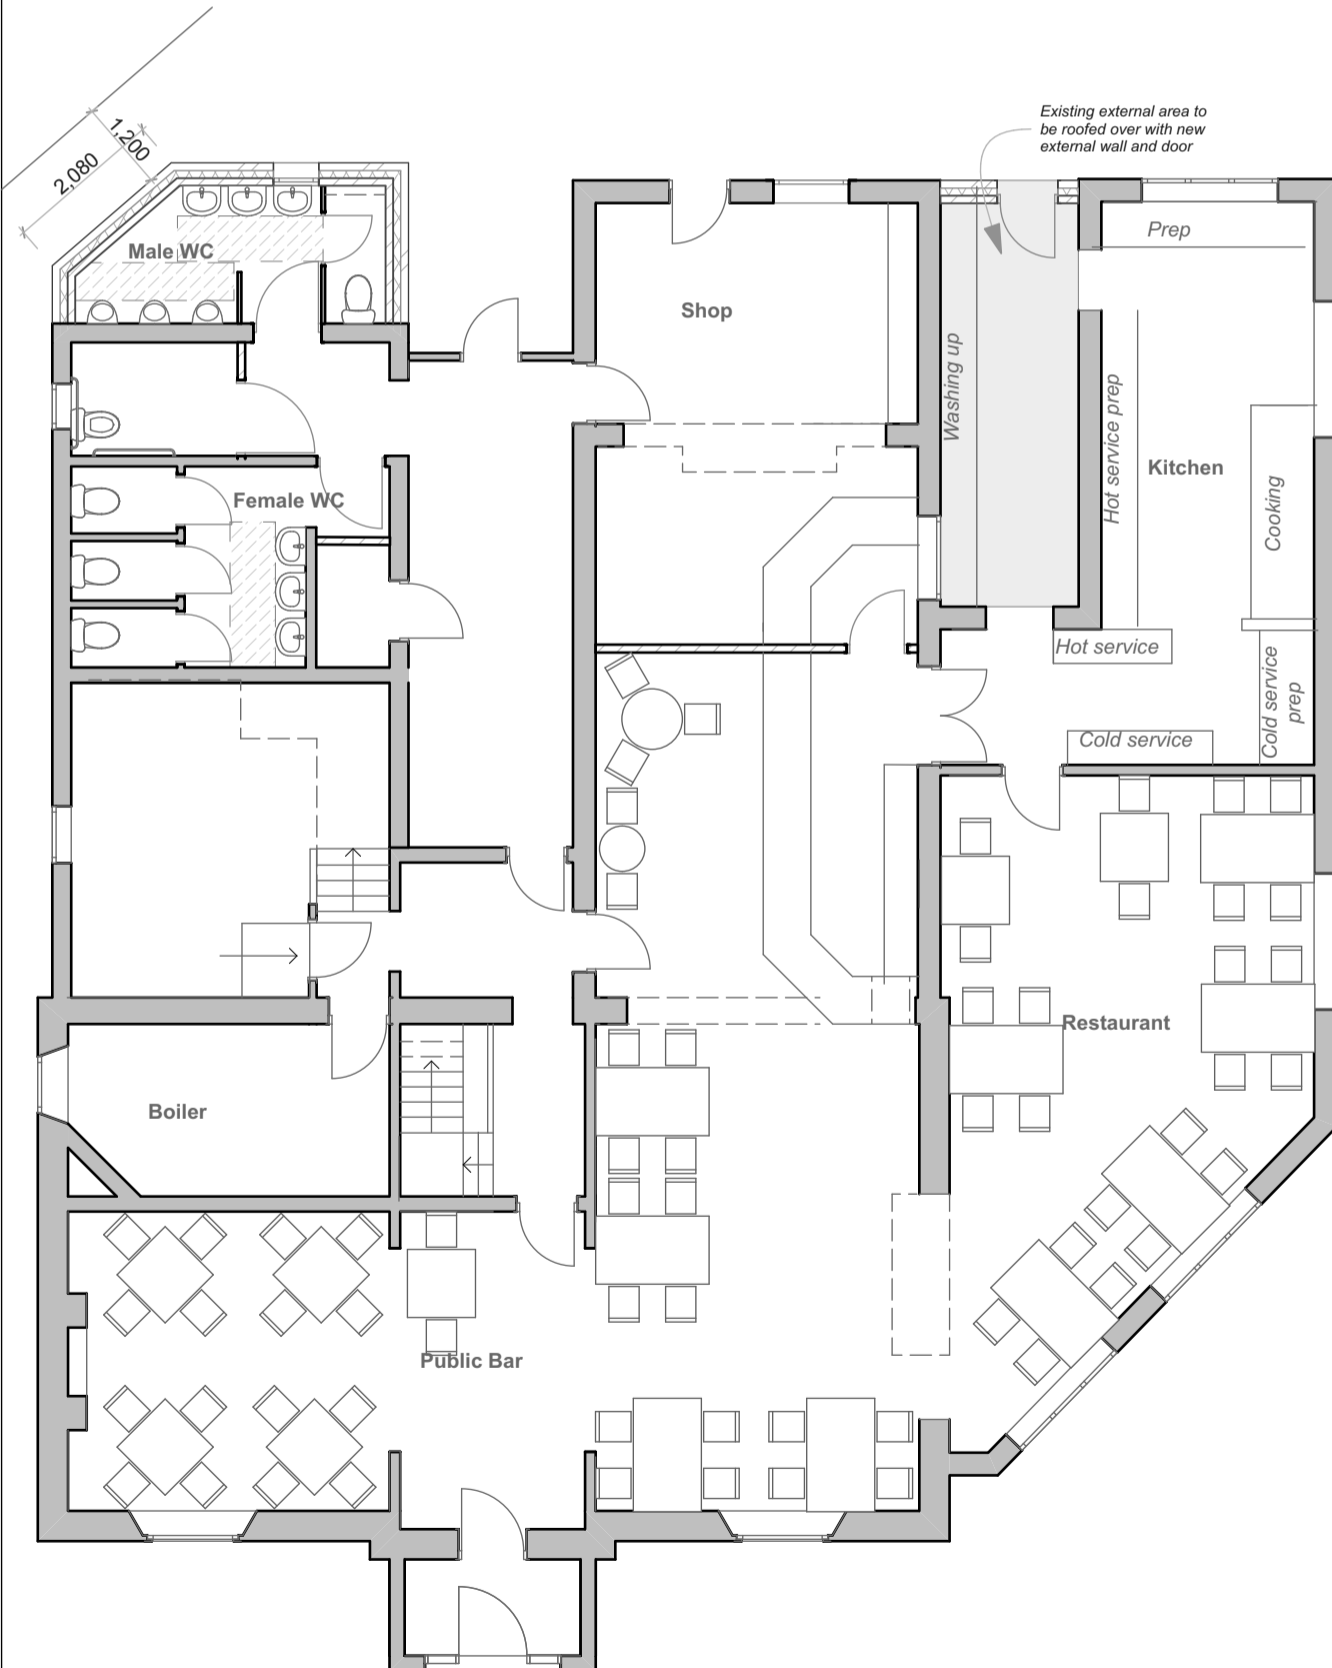 Existing external area to
be roofed over with new
external wall and door
1,200
2,080
Male WC
Prep
Shop
Washing up
Hot service prep
Kitchen
Cooking
Female WC
Hot service
Cold service
prep
Cold service
Restaurant
Boiler
Public Bar